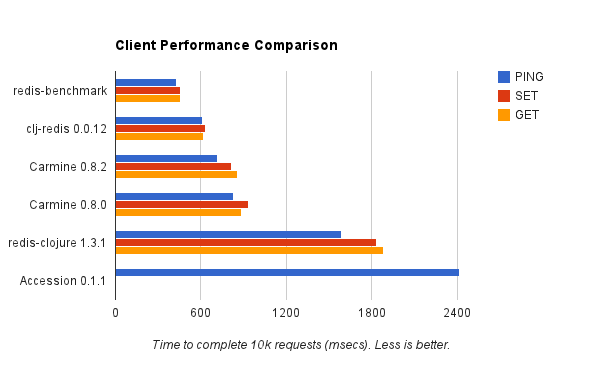 Client Performance Comparison
PING
SET
GET
redis-benchmark
clj-redis 0.0.12
Carmine 0.8.2
Carmine 0.8.0
redis-clojure 1.3.1
Accession 0.1.1
0 600 1200 1800 2400
Time to complete 10k requests (msecs). Less is better.